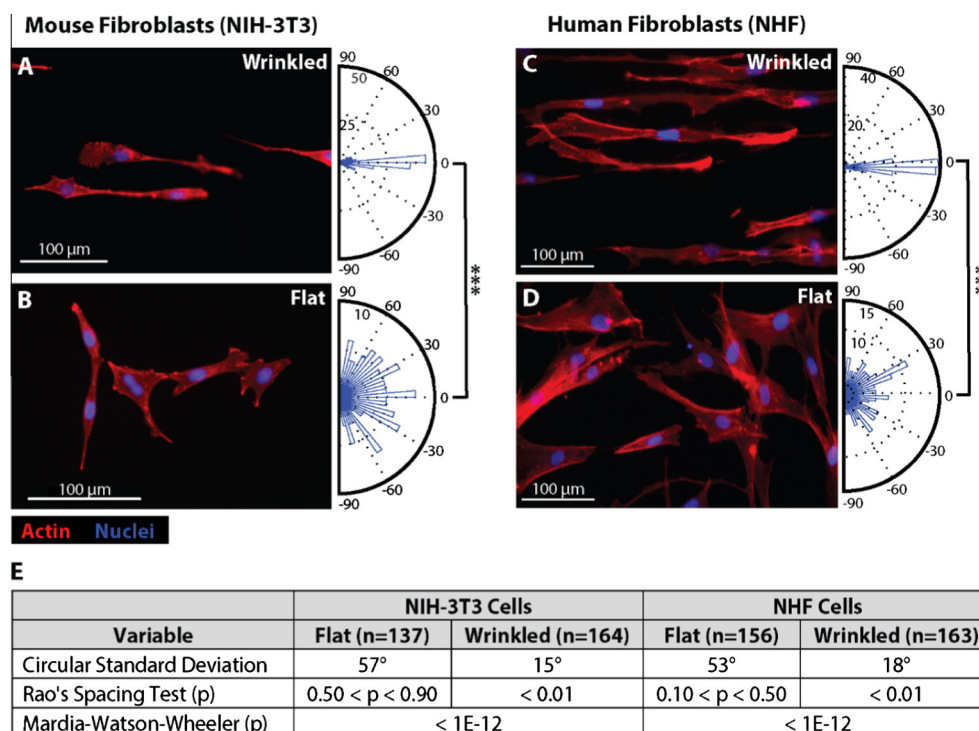 Mouse Fibroblasts (NIH-3T3)
Human Fibroblasts (NHF)
A
Wrinkled
90
60
50
30
25
0
-30
-60
-90
100 µm
C
Wrinkled
90
60
40
30
20
0
-30
-60
-90
100 µm
***
***
B
Flat
90
60
10
30
0
-30
-60
-90
100 µm
D
Flat
90
60
15
10
30
0
-30
-60
-90
100 µm
Actin Nuclei
E
NIH-3T3 Cells NHF Cells
Variable Flat (n=137) Wrinkled (n=164) Flat (n=156) Wrinkled (n=163)
Circular Standard Deviation 57° 15° 53° 18°
Rao's Spacing Test (p) 0.50 < p < 0.90 < 0.01 0.10 < p < 0.50 < 0.01
Mardia-Watson-Wheeler (p) < 1E-12 < 1E-12